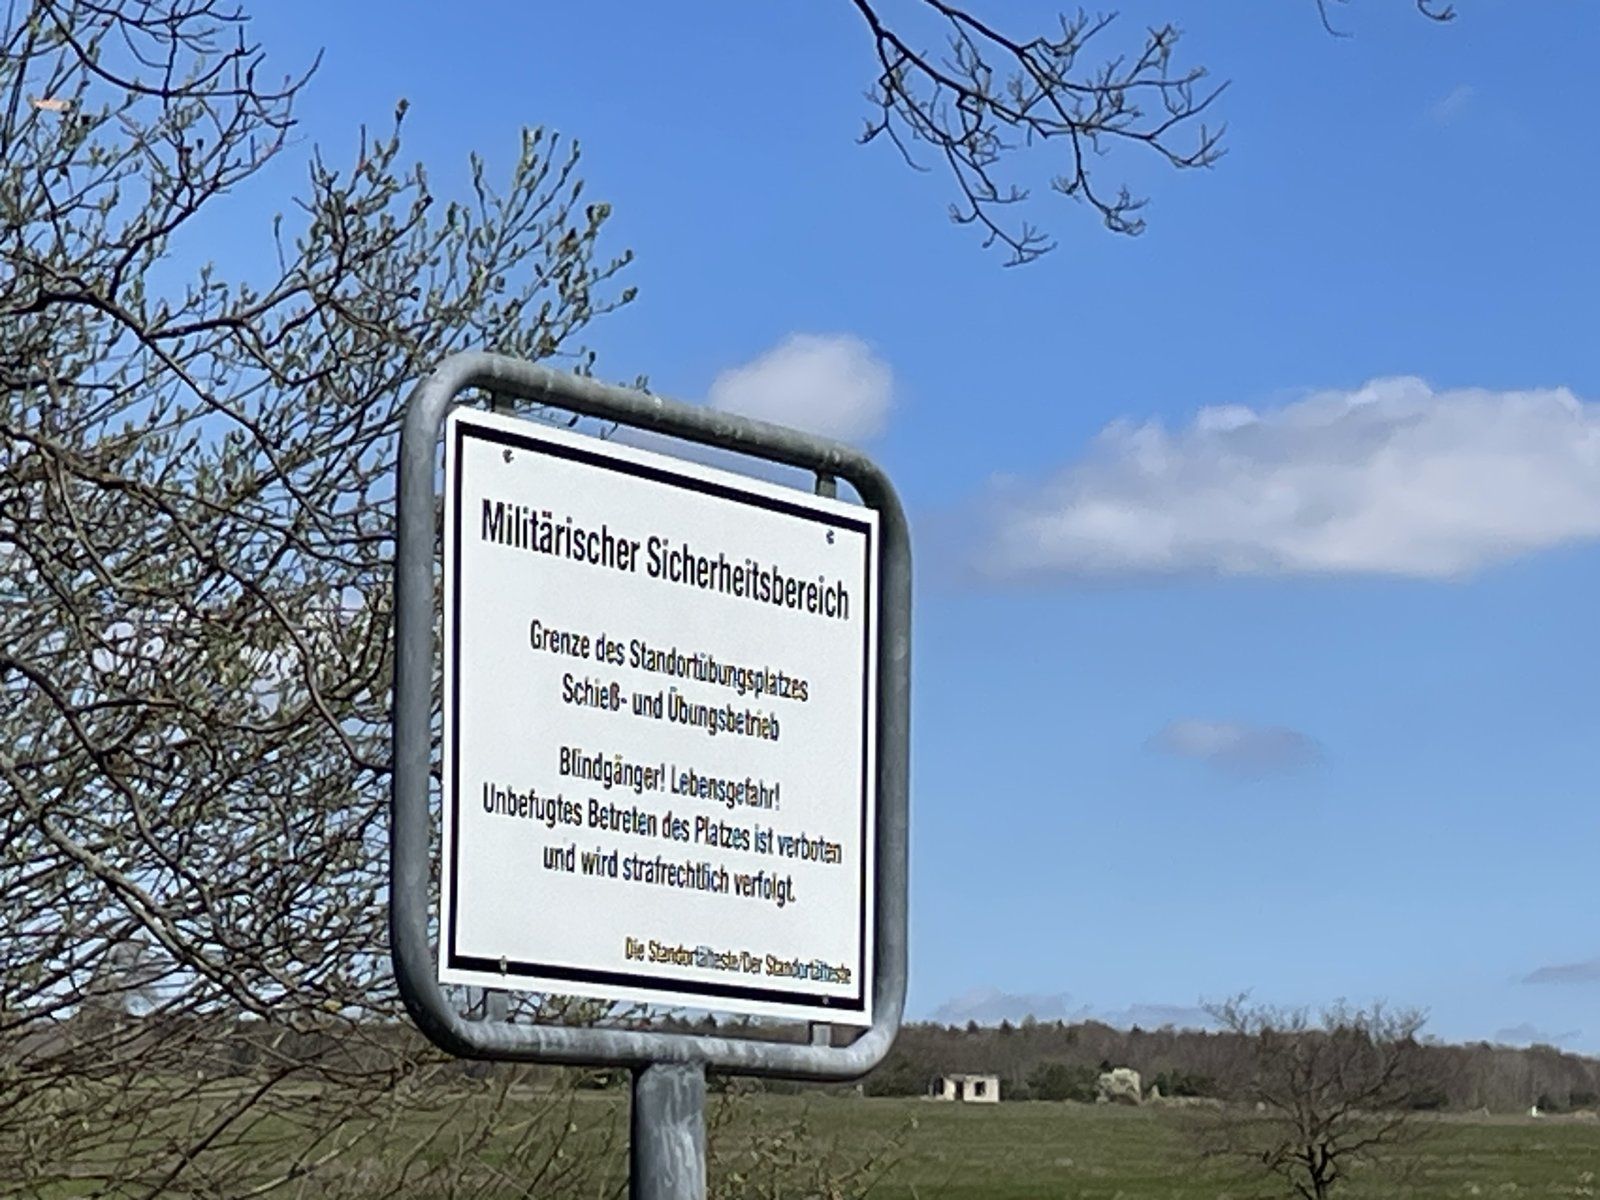 Militärischer Sicherheitsbereich
Grenze des Standortübungsplatzes
Schieß- und Übungsbetrieb
Blindgänger! Lebensgefahr!
Unbefugtes Betreten des Platzes ist verboten
und wird strafrechtlich verfolgt.
Die Standortälteste/Der Standortälteste